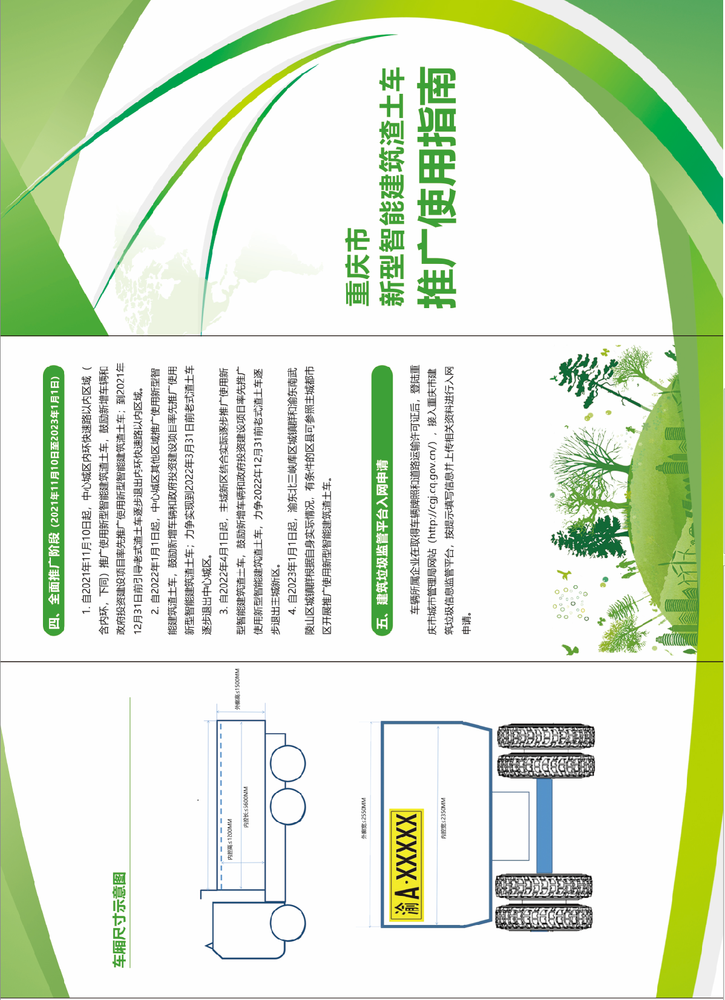 重庆市
新型智能建筑渣土车
推广使用指南
四、全面推广阶段（2021年11月10日至2023年1月1日）
1. 自2021年11月10日起，中心城区内环快速路以内区域（
含内环，下同）推广使用新型智能建筑渣土车，鼓励新增车辆和
政府投资建设项目率先推广使用新型智能建筑渣土车；到2021年
12月31日前引导老式渣土车逐步退出内环快速路以内区域。
2. 自2022年1月1日起，中心城区其他区域推广使用新型智
能建筑渣土车，鼓励新增车辆和政府投资建设项目率先推广使用
新型智能建筑渣土车；力争实现到2022年3月31日前老式渣土车
逐步退出中心城区。
3. 自2022年4月1日起，主城新区结合实际逐步推广使用新
型智能建筑渣土车，鼓励新增车辆和政府投资建设项目率先推广
使用新型智能建筑渣土车，力争2022年12月31前老式渣土车逐
步退出主城新区。
4. 自2023年1月1日起，渝东北三峡库区城镇群和渝东南武
陵山区城镇群根据自身实际情况，有条件的区县可参照主城都市
区开展推广使用新型智能建筑渣土车。
五、建筑垃圾监管平台入网申请
车辆所属企业在取得车辆牌照和道路运输许可证后，登陆重
庆市城市管理局网站（http://cgj.cq.gov.cn/），接入重庆市建
筑垃圾信息监管平台，按提示填写信息并上传相关资料进行入网
申请。
车厢尺寸示意图
外廓高≤1500MM
内腔高≤1200MM
内腔长≤5600MM
外廓宽≤2550MM
内腔宽≤2350MM
渝A·XXXXX